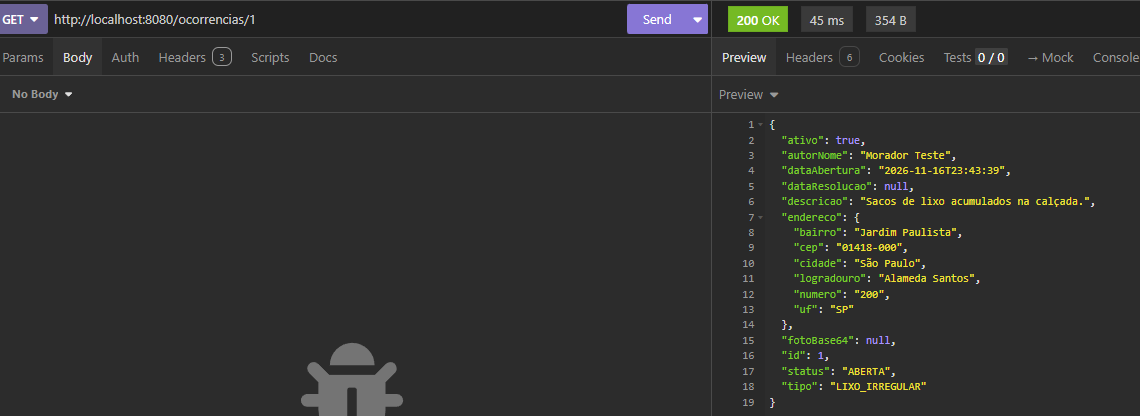 GET http://localhost:8080/ocorrencias/1 Send
Params Body Auth Headers 3 Scripts Docs
No Body
200 OK 45 ms 354 B
Preview Headers 6 Cookies Tests 0 / 0 → Mock Console
Preview
1 {
2 "ativo": true,
3 "autorNome": "Morador Teste",
4 "dataAbertura": "2026-11-16T23:43:39",
5 "dataResolucao": null,
6 "descricao": "Sacos de lixo acumulados na calçada.",
7 "endereco": {
8 "bairro": "Jardim Paulista",
9 "cep": "01418-000",
10 "cidade": "São Paulo",
11 "logradouro": "Alameda Santos",
12 "numero": "200",
13 "uf": "SP"
14 },
15 "fotoBase64": null,
16 "id": 1,
17 "status": "ABERTA",
18 "tipo": "LIXO_IRREGULAR"
19 }